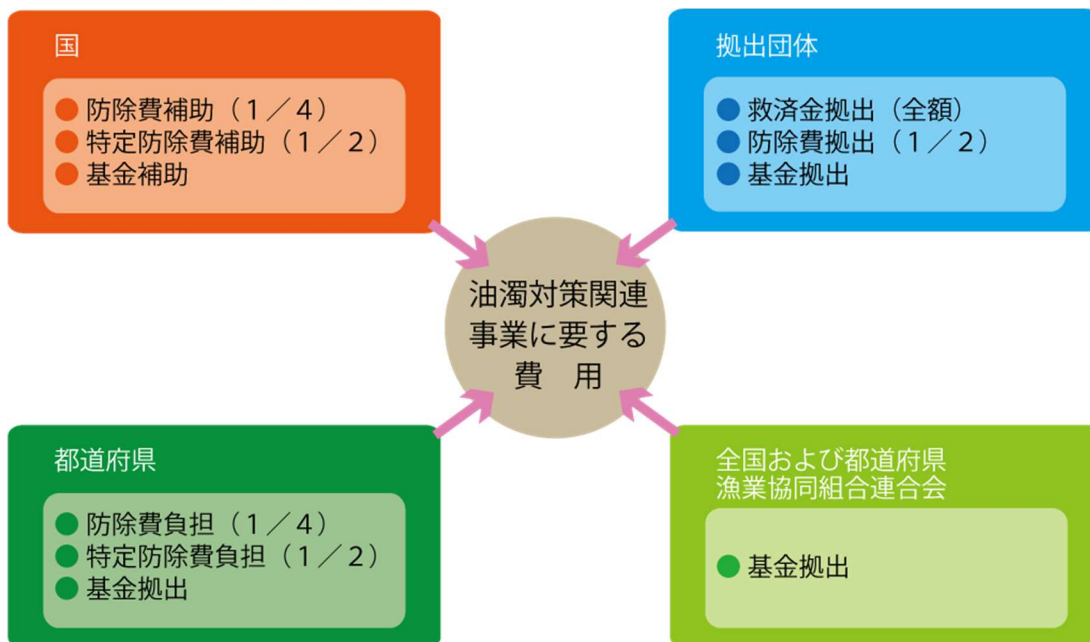 国
● 防除費補助（１／４）
● 特定防除費補助（１／２）
● 基金補助
拠出団体
● 救済金拠出（全額）
● 防除費拠出（１／２）
● 基金拠出
油濁対策関連
事業に要する
費　用
都道府県
● 防除費負担（１／４）
● 特定防除費負担（１／２）
● 基金拠出
全国および都道府県
漁業協同組合連合会
● 基金拠出